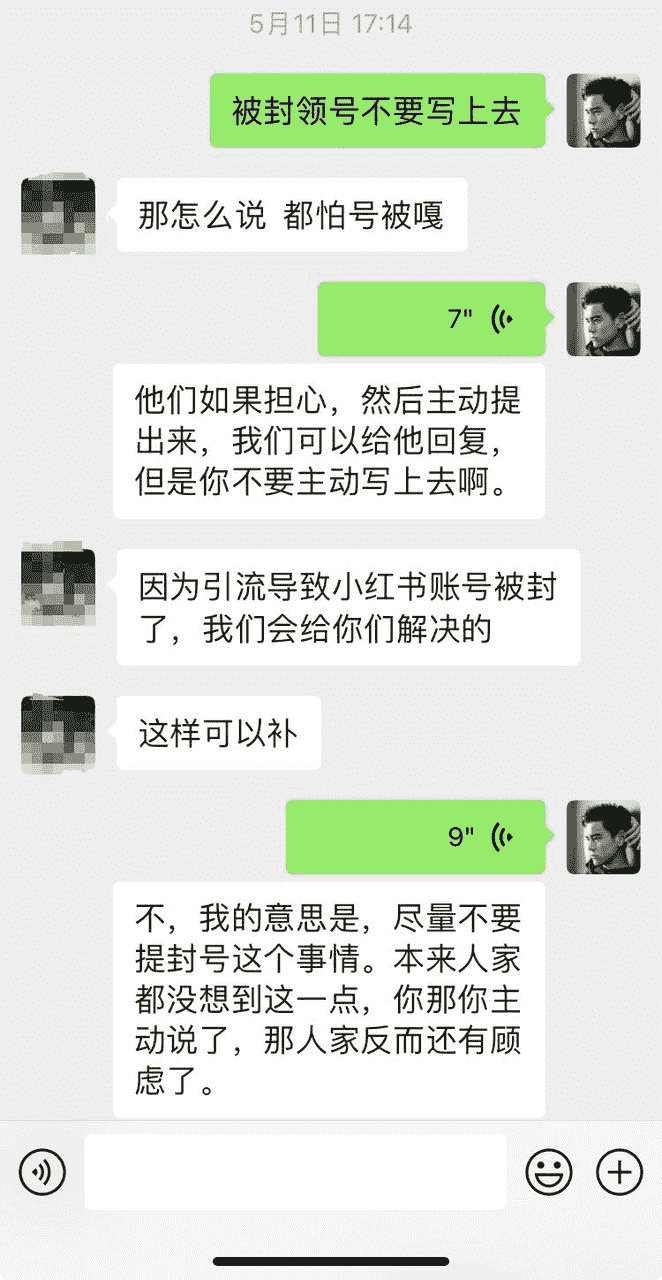 5月11日 17:14
被封领号不要写上去
那怎么说 都怕号被嘎
7"
他们如果担心，然后主动提
出来，我们可以给他回复，
但是你不要主动写上去啊。
因为引流导致小红书账号被封
了，我们会给你们解决的
这样可以补
9"
不，我的意思是，尽量不要
提封号这个事情。本来人家
都没想到这一点，你那你主
动说了，那人家反而还有顾
虑了。